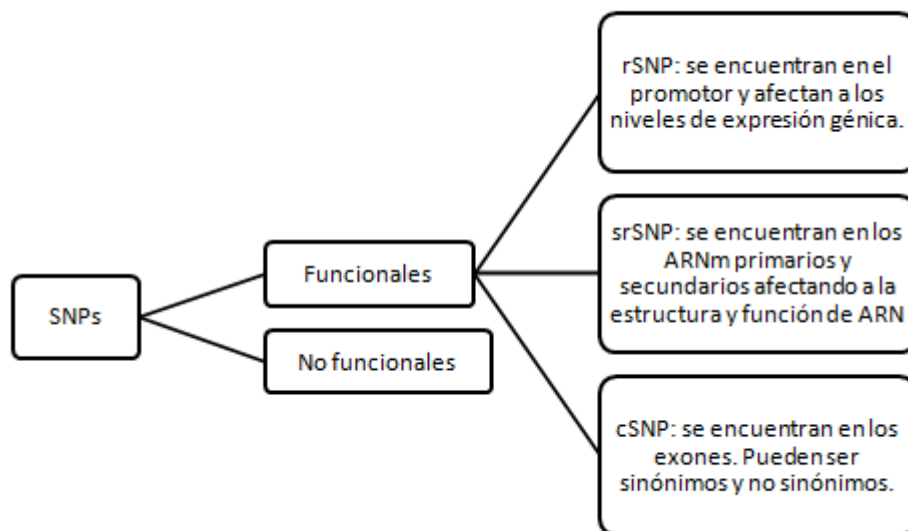 SNPs
Funcionales
No funcionales
rSNP: se encuentran en el
promotor y afectan a los
niveles de expresión génica.
srSNP: se encuentran en los
ARNm primarios y
secundarios afectando a la
estructura y función de ARN
cSNP: se encuentran en los
exones. Pueden ser
sinónimos y no sinónimos.